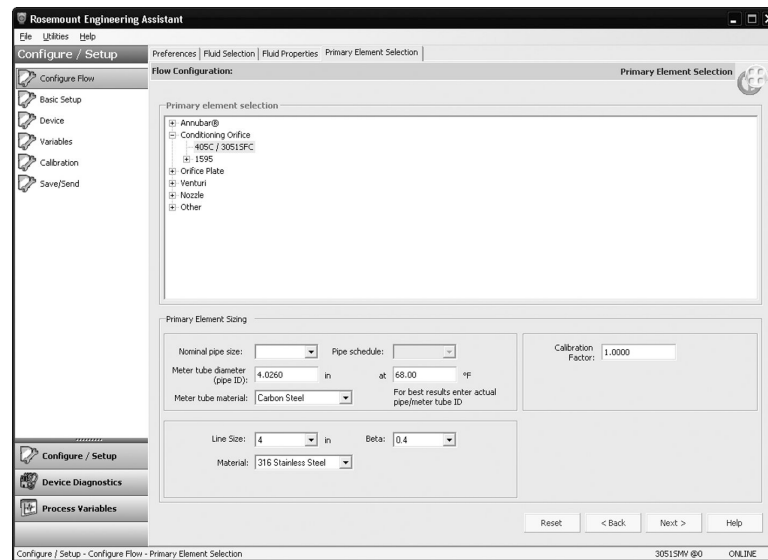 Rosemount Engineering Assistant
File Utilities Help
Configure / Setup
Preferences Fluid Selection Fluid Properties Primary Element Selection
Flow Configuration: Primary Element Selection
Configure Flow
Basic Setup
Device
Variables
Calibration
Save/Send
Primary element selection
Annubar®
Conditioning Orifice
405C / 3051SFC
1595
Orifice Plate
Venturi
Nozzle
Other
Primary Element Sizing
Nominal pipe size: Pipe schedule:
Meter tube diameter (pipe ID): 4.0260 in at 68.00 °F
Meter tube material: Carbon Steel
For best results enter actual
pipe/meter tube ID
Calibration
Factor: 1.0000
Line Size: 4 in Beta: 0.4
Material: 316 Stainless Steel
Configure / Setup
Device Diagnostics
Process Variables
Reset < Back Next > Help
Configure / Setup - Configure Flow - Primary Element Selection 3051SMV @0 ONLINE